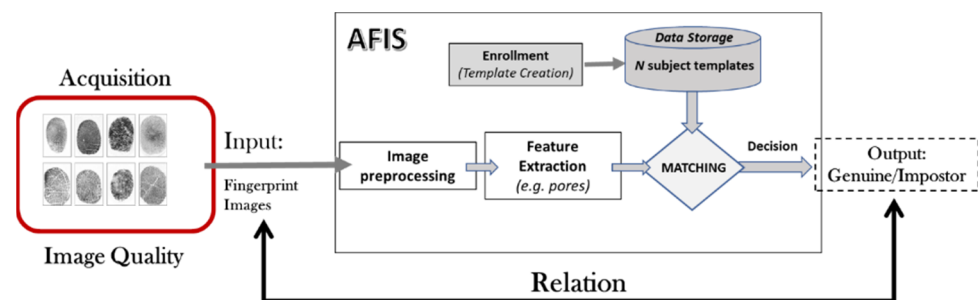 Acquisition
Image Quality
Input:
Fingerprint
Images
AFIS
Enrollment
(Template Creation)
Data Storage
N subject templates
Image
preprocessing
Feature
Extraction
(e.g. pores)
MATCHING
Decision
Output:
Genuine/Impostor
Relation